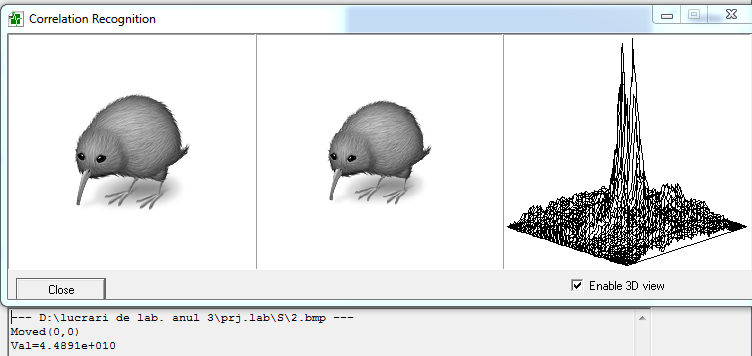 Correlation Recognition
Close
Enable 3D view
--- D:\lucrari de lab. anul 3\prj.lab\S\2.bmp ---
Moved(0,0)
Val=4.4891e+010